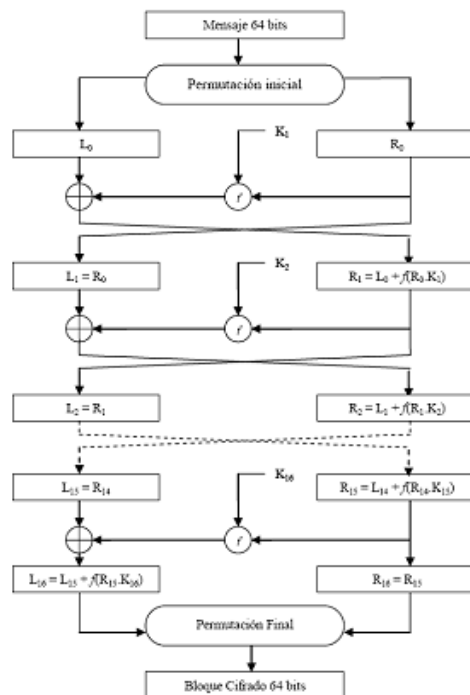 Mensaje 64 bits
Permutación inicial
L₀
K₁
R₀
f
L₁ = R₀
K₂
R₁ = L₀ + f(R₀.K₁)
f
L₂ = R₁
R₂ = L₁ + f(R₁.K₂)
L₁₅ = R₁₄
K₁₆
R₁₅ = L₁₄ + f(R₁₄.K₁₅)
f
L₁₆ = L₁₅ + f(R₁₅.K₁₆)
R₁₆ = R₁₅
Permutación Final
Bloque Cifrado 64 bits